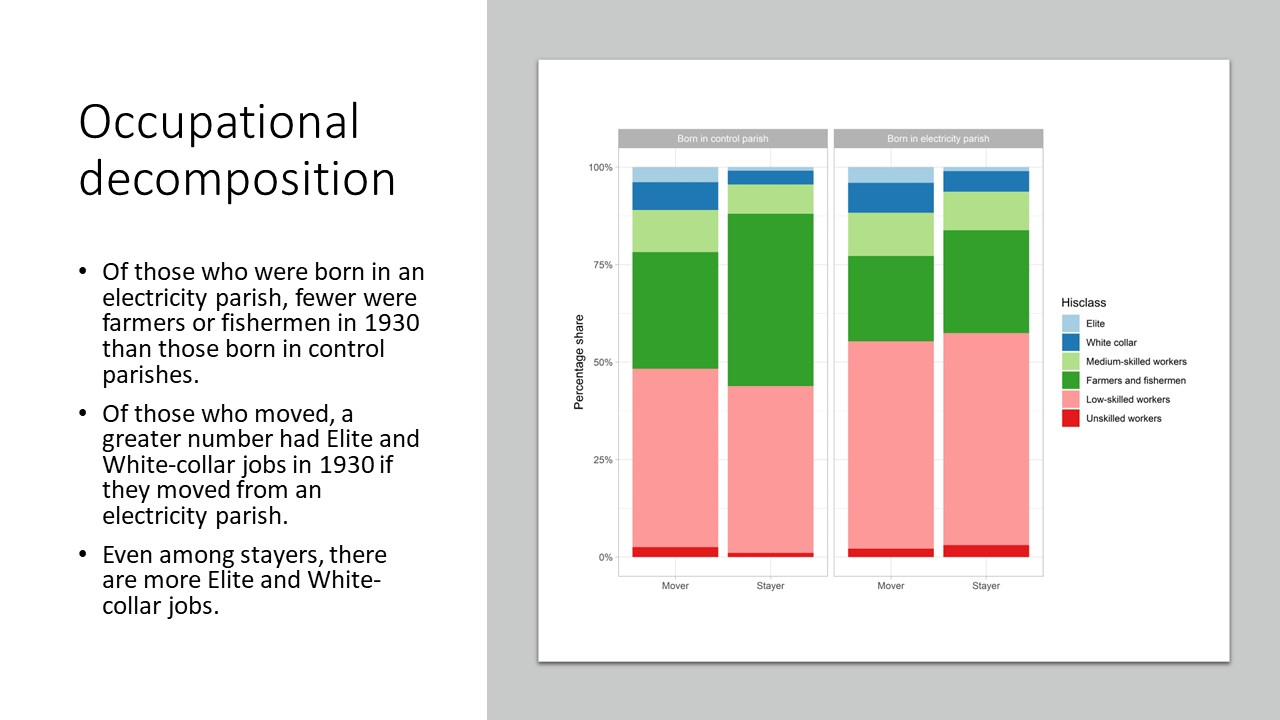 Occupational
decomposition
• Of those who were born in an
electricity parish, fewer were
farmers or fishermen in 1930
than those born in control
parishes.
• Of those who moved, a
greater number had Elite and
White-collar jobs in 1930 if
they moved from an
electricity parish.
• Even among stayers, there
are more Elite and White-
collar jobs.
Born in control parish
Born in electricity parish
100%
75%
50%
25%
0%
Percentage share
Mover
Stayer
Mover
Stayer
Hisclass
Elite
White collar
Medium-skilled workers
Farmers and fishermen
Low-skilled workers
Unskilled workers